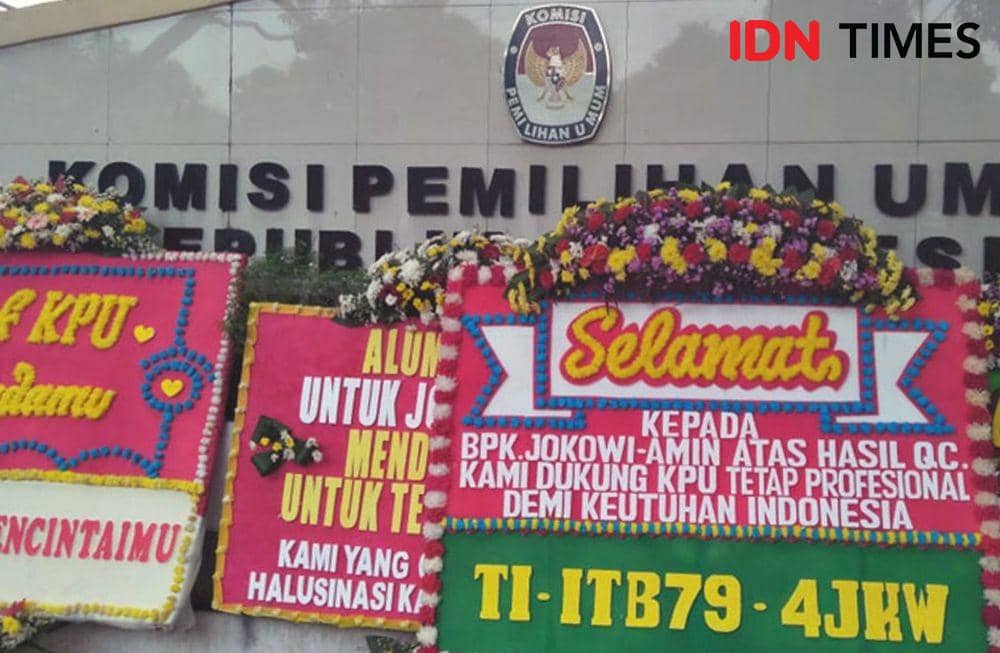 IDN TIMES
KOMISI
PEMILIHAN UMUM
KOMISI PEMILIHAN UM
KPU
ENCINTAIMU
ALUM
UNTUK JO
MEND
UNTUK TE
KAMI YANG
HALUSINASI KA
Selamat
KEPADA
BPK.JOKOWI-AMIN ATAS HASIL QC.
KAMI DUKUNG KPU TETAP PROFESIONAL
DEMI KEUTUHAN INDONESIA
TI-ITB79-4JKW